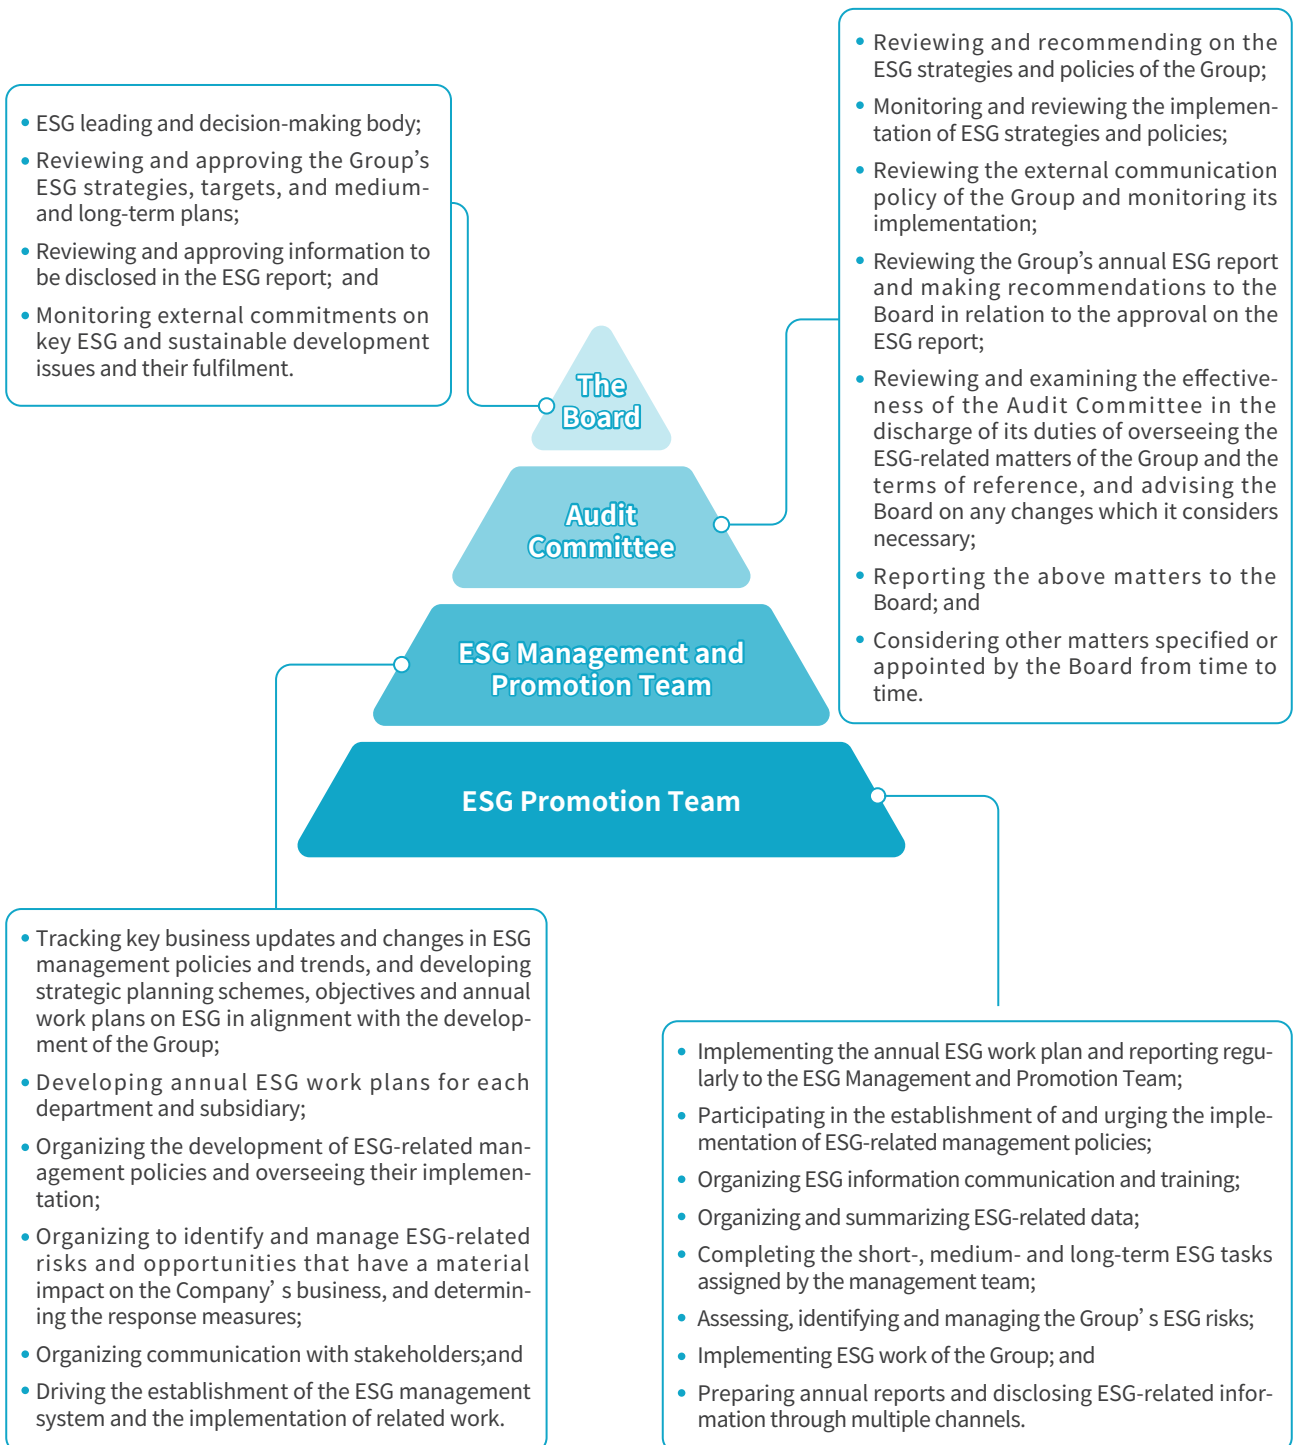 • ESG leading and decision-making body;
• Reviewing and approving the Group's
ESG strategies, targets, and medium-
and long-term plans;
• Reviewing and approving information to
be disclosed in the ESG report; and
• Monitoring external commitments on
key ESG and sustainable development
issues and their fulfilment.
• Reviewing and recommending on the
ESG strategies and policies of the Group;
• Monitoring and reviewing the implemen-
tation of ESG strategies and policies;
• Reviewing the external communication
policy of the Group and monitoring its
implementation;
• Reviewing the Group's annual ESG report
and making recommendations to the
Board in relation to the approval on the
ESG report;
• Reviewing and examining the effective-
ness of the Audit Committee in the
discharge of its duties of overseeing the
ESG-related matters of the Group and the
terms of reference, and advising the
Board on any changes which it considers
necessary;
• Reporting the above matters to the
Board; and
• Considering other matters specified or
appointed by the Board from time to
time.
The
Board
Audit
Committee
ESG Management and
Promotion Team
ESG Promotion Team
• Tracking key business updates and changes in ESG
management policies and trends, and developing
strategic planning schemes, objectives and annual
work plans on ESG in alignment with the develop-
ment of the Group;
• Developing annual ESG work plans for each
department and subsidiary;
• Organizing the development of ESG-related man-
agement policies and overseeing their implemen-
tation;
• Organizing to identify and manage ESG-related
risks and opportunities that have a material
impact on the Company' s business, and determin-
ing the response measures;
• Organizing communication with stakeholders;and
• Driving the establishment of the ESG management
system and the implementation of related work.
• Implementing the annual ESG work plan and reporting regu-
larly to the ESG Management and Promotion Team;
• Participating in the establishment of and urging the imple-
mentation of ESG-related management policies;
• Organizing ESG information communication and training;
• Organizing and summarizing ESG-related data;
• Completing the short-, medium- and long-term ESG tasks
assigned by the management team;
• Assessing, identifying and managing the Group' s ESG risks;
• Implementing ESG work of the Group; and
• Preparing annual reports and disclosing ESG-related infor-
mation through multiple channels.